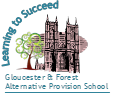 Learning to Succeed
Gloucester & Forest
Alternative Provision School